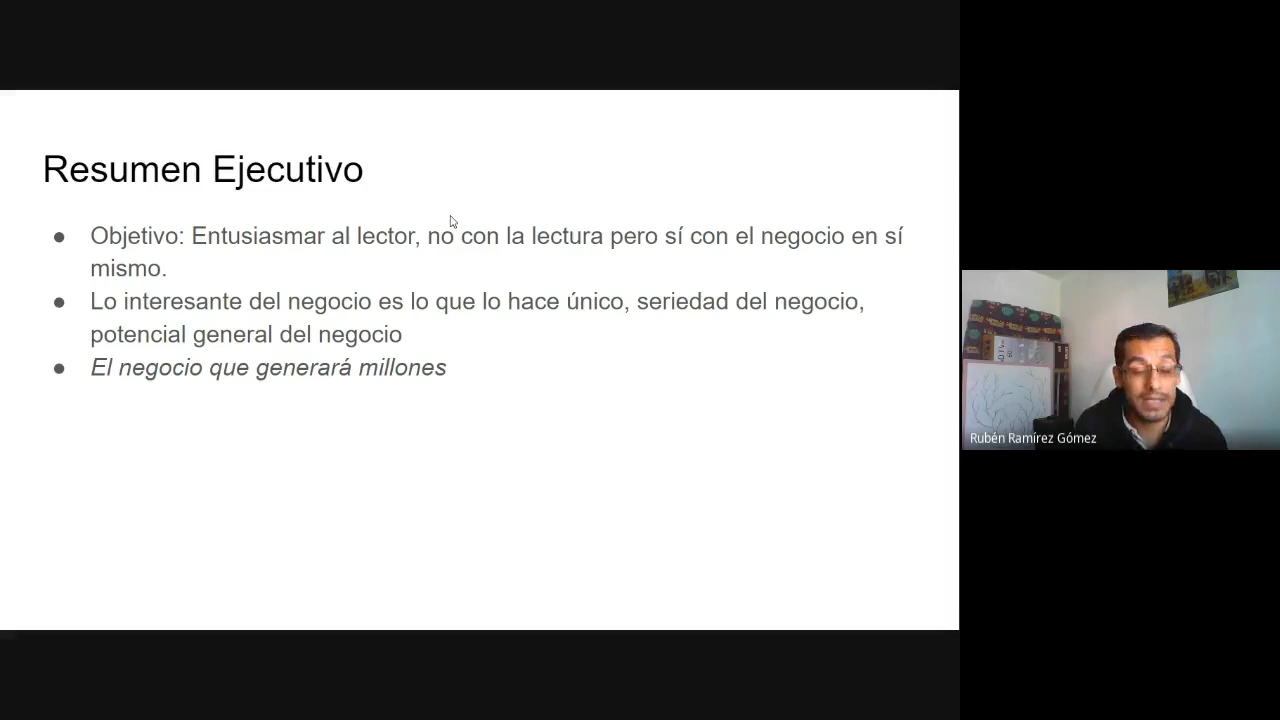 Resumen Ejecutivo
● Objetivo: Entusiasmar al lector, no con la lectura pero sí con el negocio en sí
mismo.
● Lo interesante del negocio es lo que lo hace único, seriedad del negocio,
potencial general del negocio
● El negocio que generará millones
Rubén Ramírez Gómez